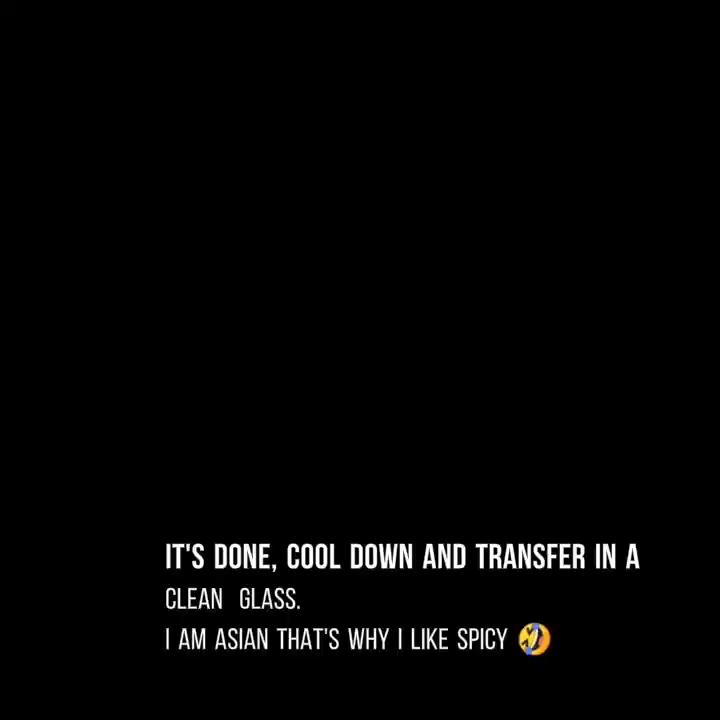 IT'S DONE, COOL DOWN AND TRANSFER IN A
CLEAN GLASS.
I AM ASIAN THAT'S WHY I LIKE SPICY 🤣